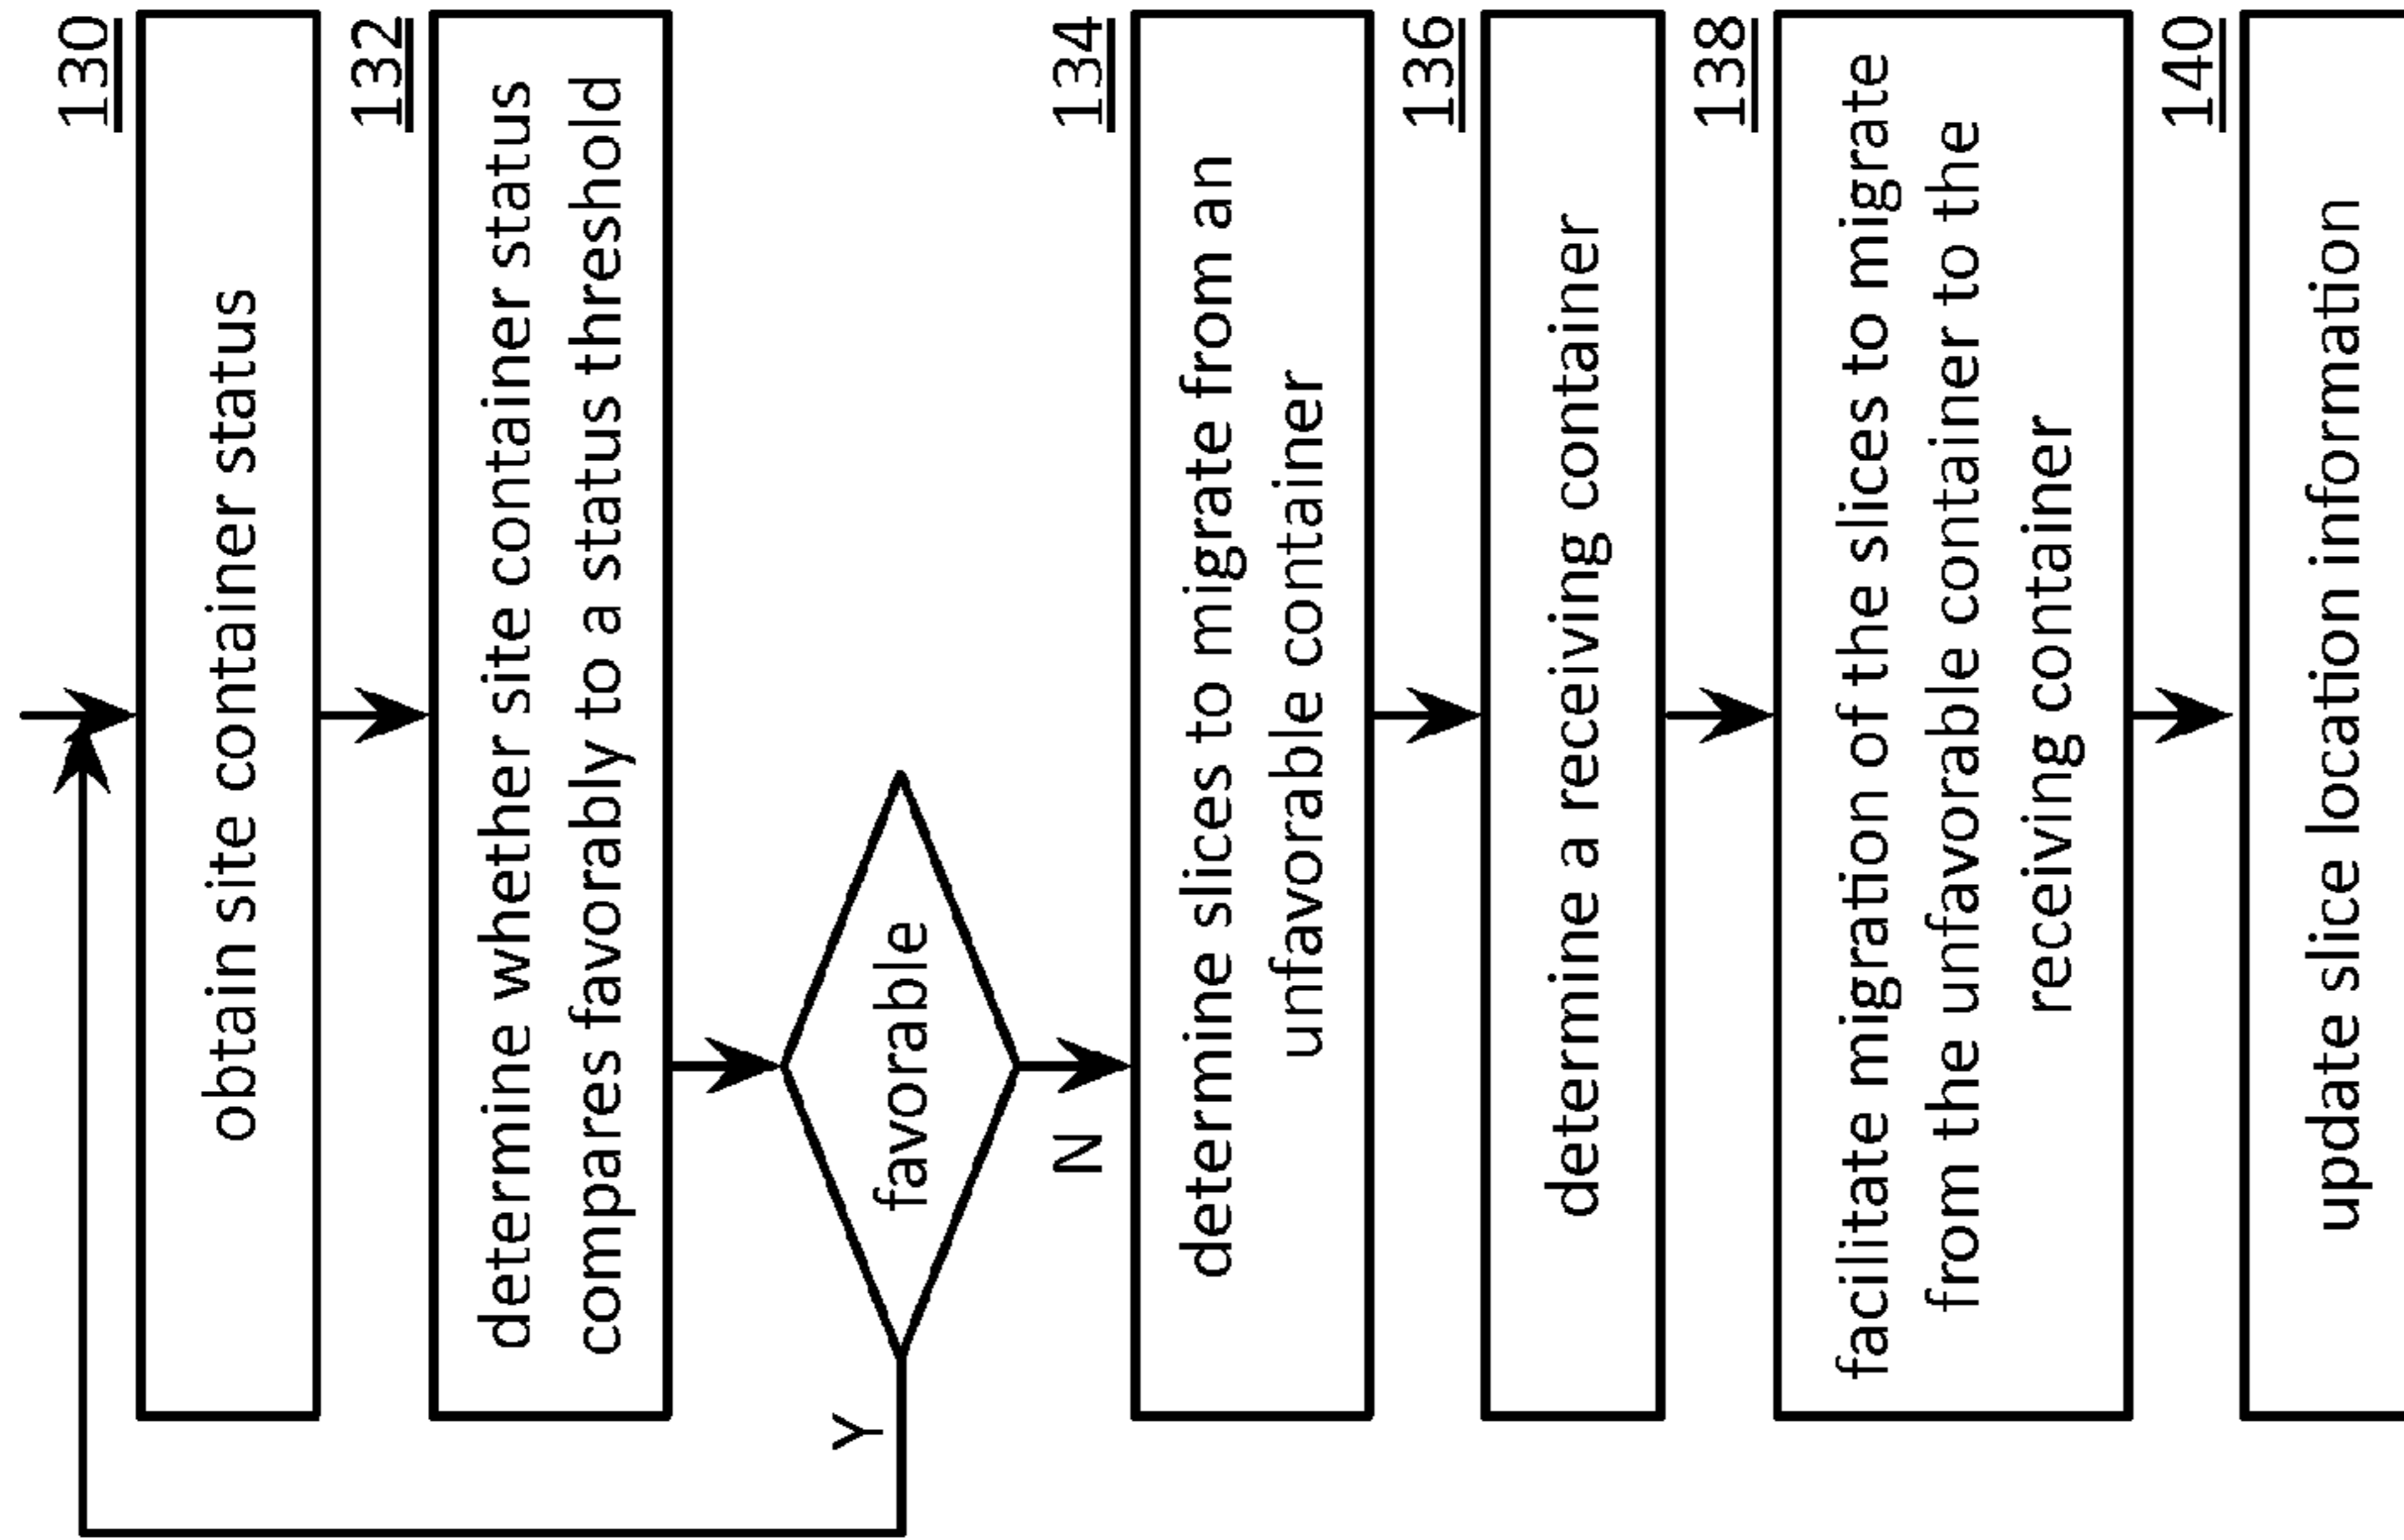 130
obtain site container status
132
determine whether site container status
compares favorably to a status threshold
favorable
Y
N
134
determine slices to migrate from an
unfavorable container
136
determine a receiving container
138
facilitate migration of the slices to migrate
from the unfavorable container to the
receiving container
140
update slice location information